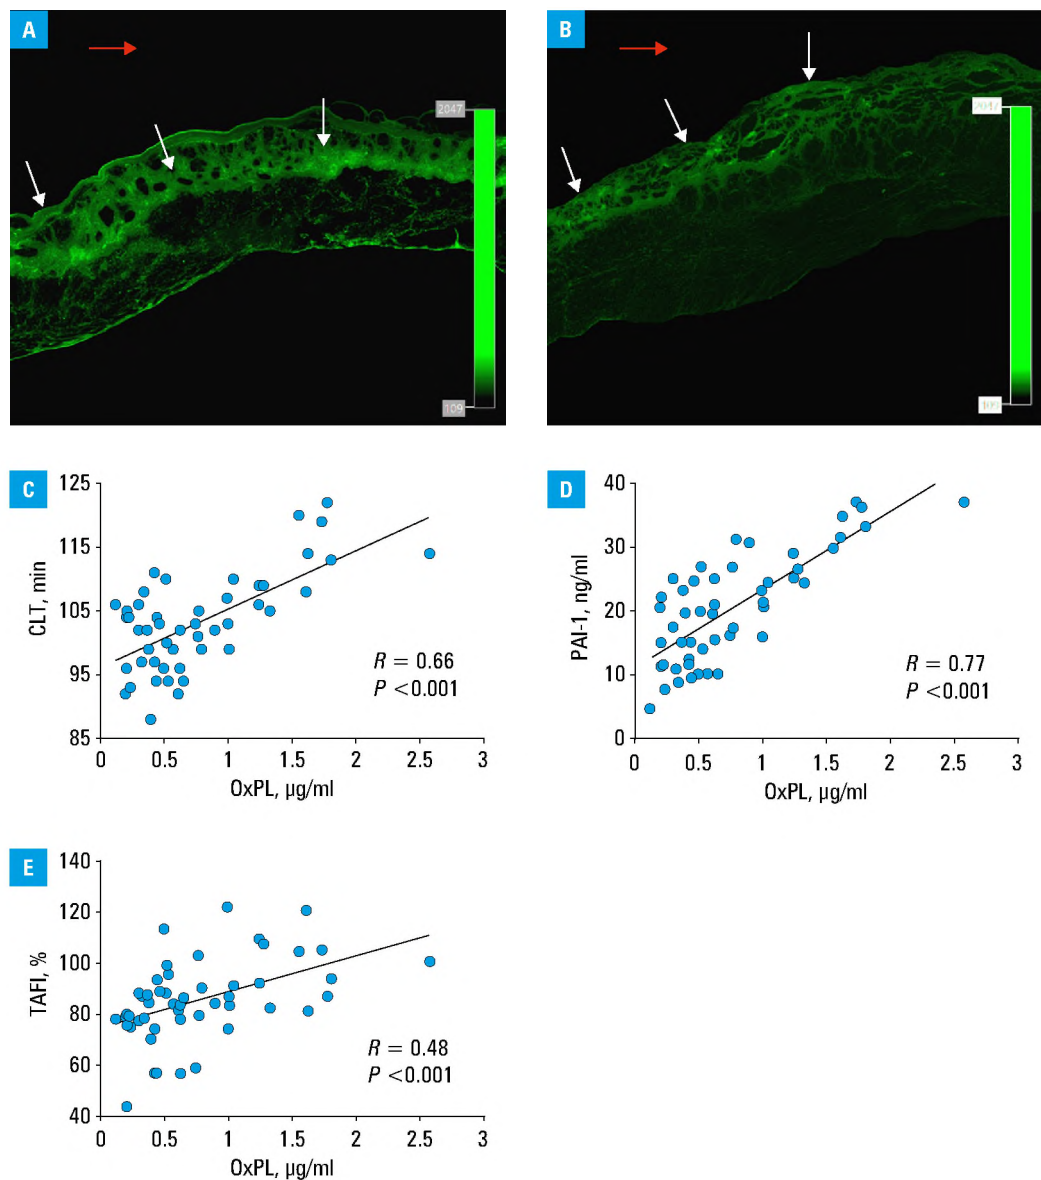 A
2047
109
B
2047
109
C
125
115
105
95
85
CLT, min
R = 0.66
P <0.001
0 0.5 1 1.5 2 2.5 3
OxPL, µg/ml
D
40
30
20
10
0
PAI-1, ng/ml
R = 0.77
P <0.001
0 0.5 1 1.5 2 2.5 3
OxPL, µg/ml
E
140
120
100
80
60
40
TAFI, %
R = 0.48
P <0.001
0 0.5 1 1.5 2 2.5 3
OxPL, µg/ml